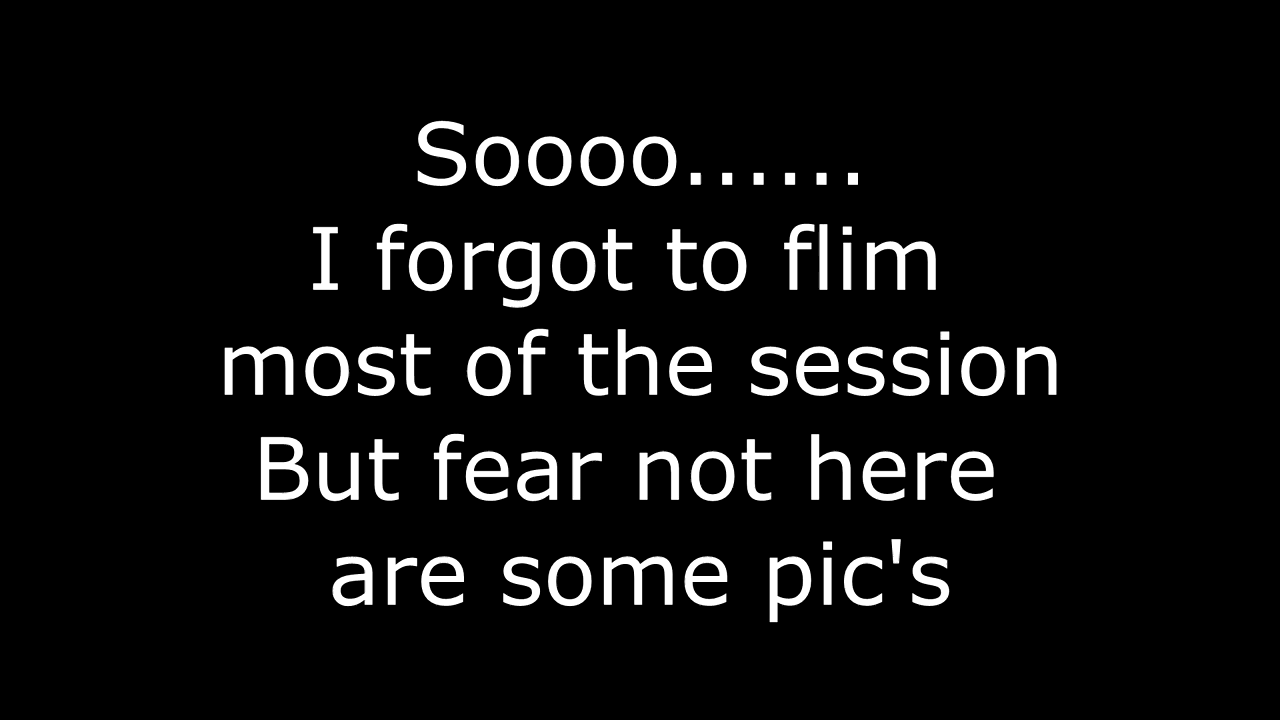 Soooo......
I forgot to flim
most of the session
But fear not here
are some pic's